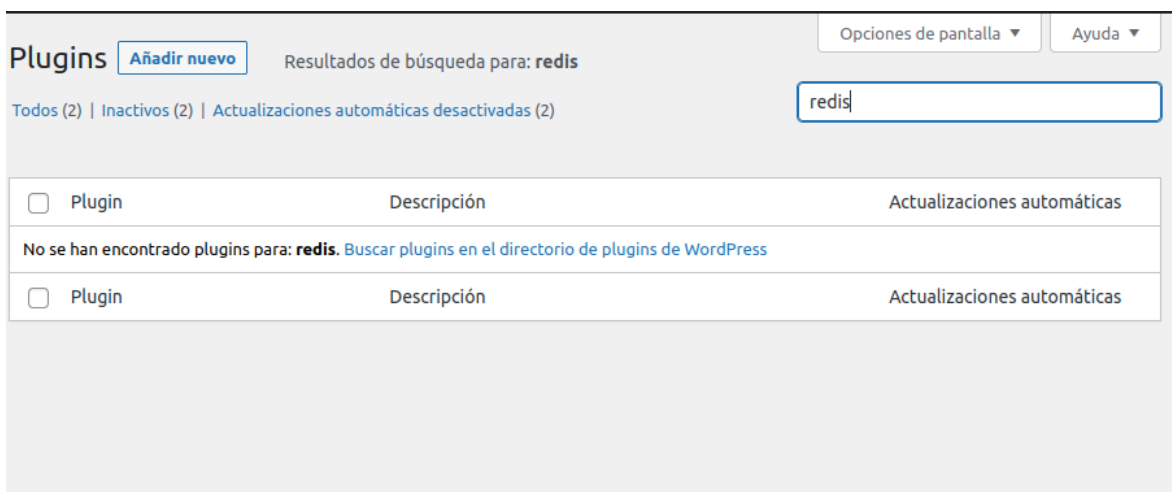 Opciones de pantalla ▼ Ayuda ▼
Plugins Añadir nuevo Resultados de búsqueda para: redis
Todos (2) | Inactivos (2) | Actualizaciones automáticas desactivadas (2)
redis
Plugin Descripción Actualizaciones automáticas
No se han encontrado plugins para: redis. Buscar plugins en el directorio de plugins de WordPress
Plugin Descripción Actualizaciones automáticas